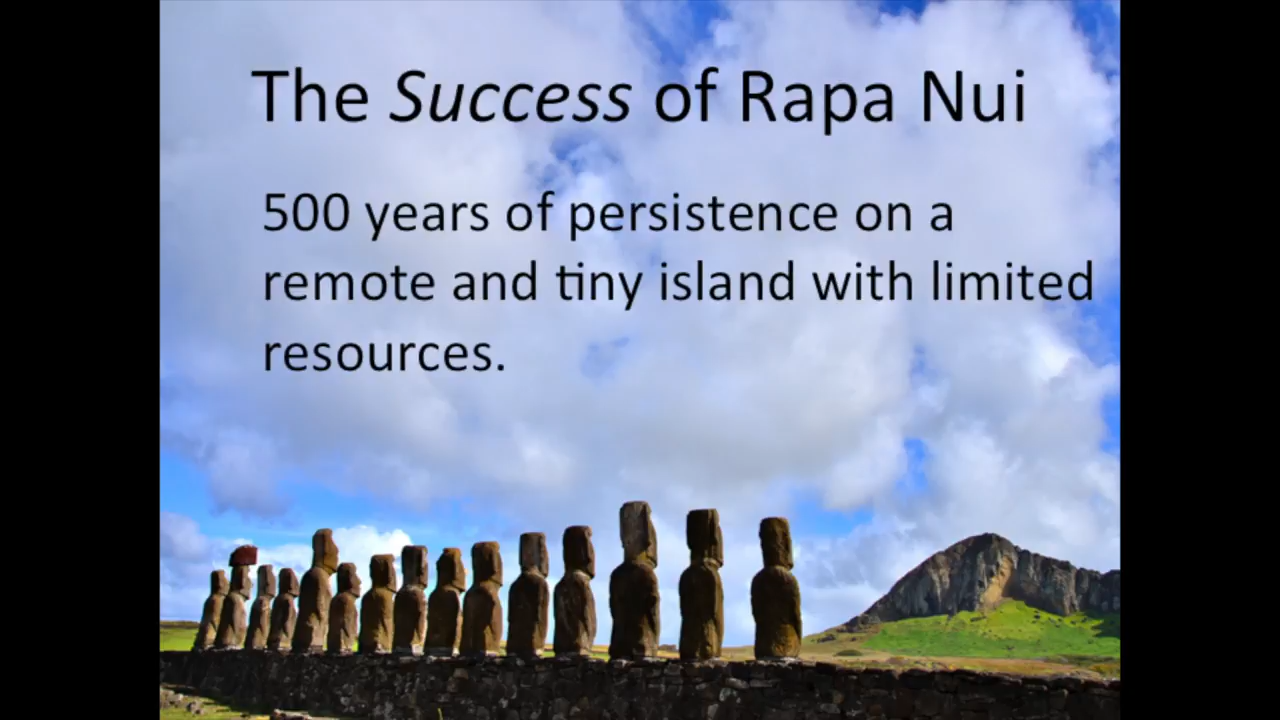 The Success of Rapa Nui
500 years of persistence on a
remote and tiny island with limited
resources.